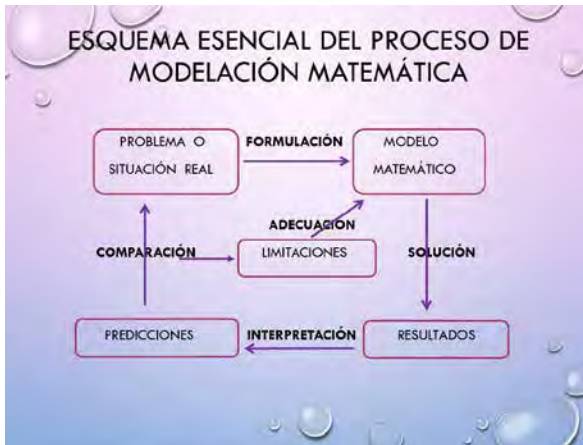 ESQUEMA ESENCIAL DEL PROCESO DE
MODELACIÓN MATEMÁTICA
PROBLEMA O
SITUACIÓN REAL
FORMULACIÓN
MODELO
MATEMÁTICO
ADECUACIÓN
COMPARACIÓN
LIMITACIONES
SOLUCIÓN
PREDICCIONES
INTERPRETACIÓN
RESULTADOS